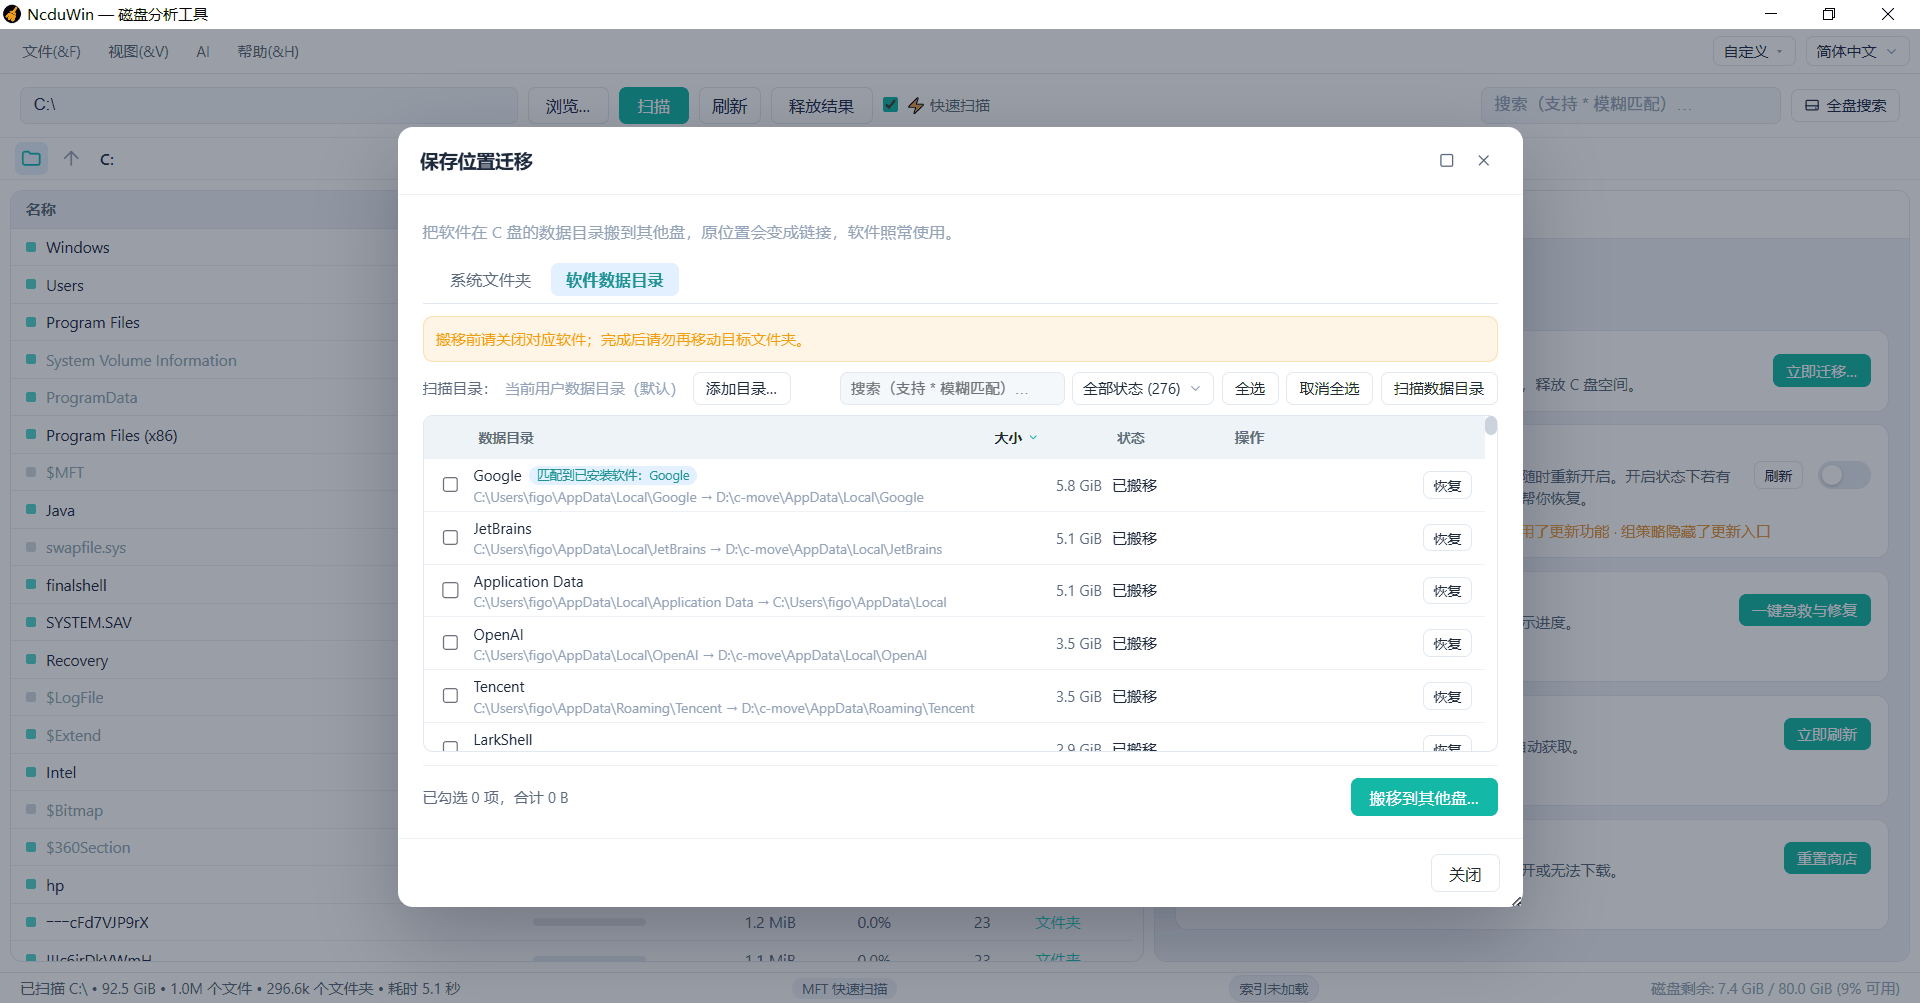 NcduWin — 磁盘分析工具
文件(&F) 视图(&V) AI 帮助(&H) 自定义 简体中文
C:\ 浏览... 扫描 刷新 释放结果 快速扫描 搜索（支持 * 模糊匹配）... 全盘搜索
C:
保存位置迁移
把软件在 C 盘的数据目录搬到其他盘，原位置会变成链接，软件照常使用。
系统文件夹 软件数据目录
搬移前请关闭对应软件；完成后请勿再移动目标文件夹。
扫描目录： 当前用户数据目录（默认） 添加目录... 搜索（支持 * 模糊匹配）... 全部状态 (276) 全选 取消全选 扫描数据目录
数据目录 大小 状态 操作
Google 匹配到已安装软件：Google
C:\Users\figo\AppData\Local\Google → D:\c-move\AppData\Local\Google
5.8 GiB 已搬移 恢复
JetBrains
C:\Users\figo\AppData\Local\JetBrains → D:\c-move\AppData\Local\JetBrains
5.1 GiB 已搬移 恢复
Application Data
C:\Users\figo\AppData\Local\Application Data → C:\Users\figo\AppData\Local
5.1 GiB 已搬移 恢复
OpenAI
C:\Users\figo\AppData\Local\OpenAI → D:\c-move\AppData\Local\OpenAI
3.5 GiB 已搬移 恢复
Tencent
C:\Users\figo\AppData\Roaming\Tencent → D:\c-move\AppData\Roaming\Tencent
3.5 GiB 已搬移 恢复
LarkShell
2.9 GiB 已搬移 恢复
已勾选 0 项，合计 0 B 搬移到其他盘...
关闭
名称
Windows
Users
Program Files
System Volume Information
ProgramData
Program Files (x86)
$MFT
Java
swapfile.sys
finalshell
SYSTEM.SAV
Recovery
$LogFile
$Extend
Intel
$Bitmap
$360Section
hp
---cFd7VJP9rX 1.2 MiB 0.0% 23 文件夹
1.1 MiB 0.0% 23 文件夹
，释放 C 盘空间。 立即迁移...
随时重新开启。开启状态下若有 刷新
帮你恢复。
用了更新功能 · 组策略隐藏了更新入口
示进度。 一键急救与修复
自动获取。 立即刷新
开或无法下载。 重置商店
已扫描 C:\ • 92.5 GiB • 1.0M 个文件 • 296.6k 个文件夹 • 耗时 5.1 秒 MFT 快速扫描 索引未加载 磁盘剩余: 7.4 GiB / 80.0 GiB (9% 可用)